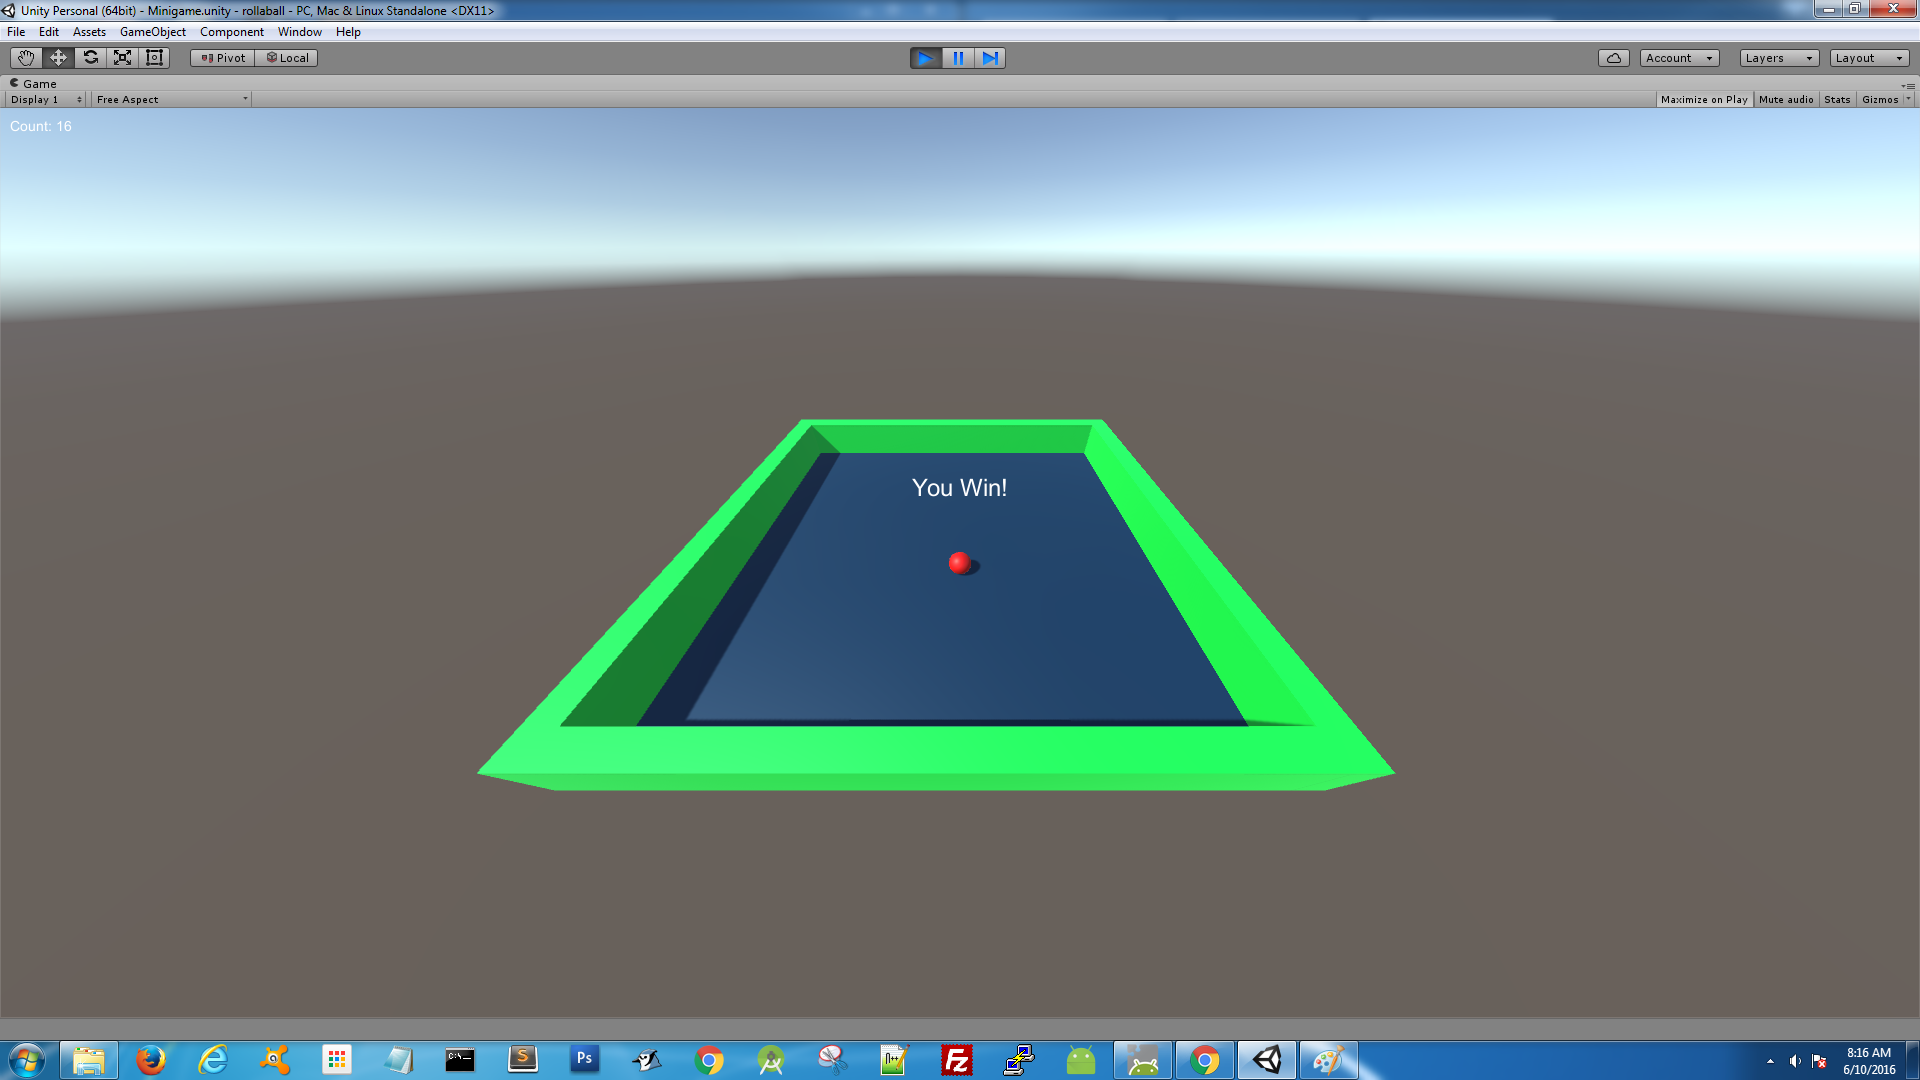 Unity Personal (64bit) - Minigame.unity - rollaball - PC, Mac & Linux Standalone <DX11>
File Edit Assets GameObject Component Window Help
Pivot Local Account Layers Layout
Game
Display 1 Free Aspect Maximize on Play Mute audio Stats Gizmos
Count: 16
You Win!
C:\
S
Ps
n++
Fz
8:16 AM
6/10/2016